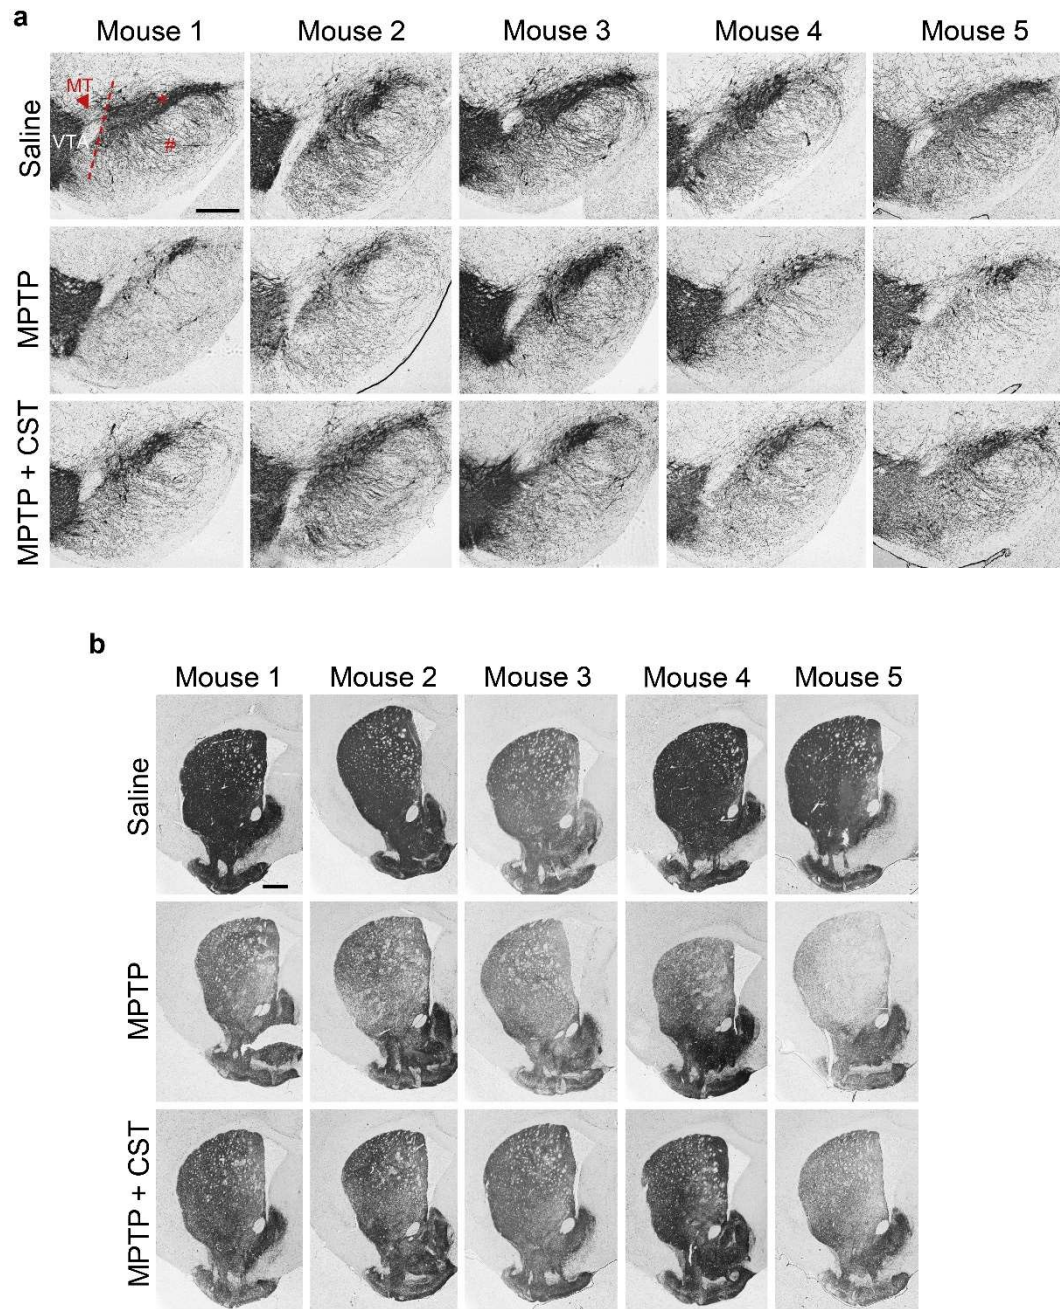 a
Mouse 1 Mouse 2 Mouse 3 Mouse 4 Mouse 5
Saline
MT
*
VTA
#
MPTP
MPTP + CST
b
Mouse 1 Mouse 2 Mouse 3 Mouse 4 Mouse 5
Saline
MPTP
MPTP + CST